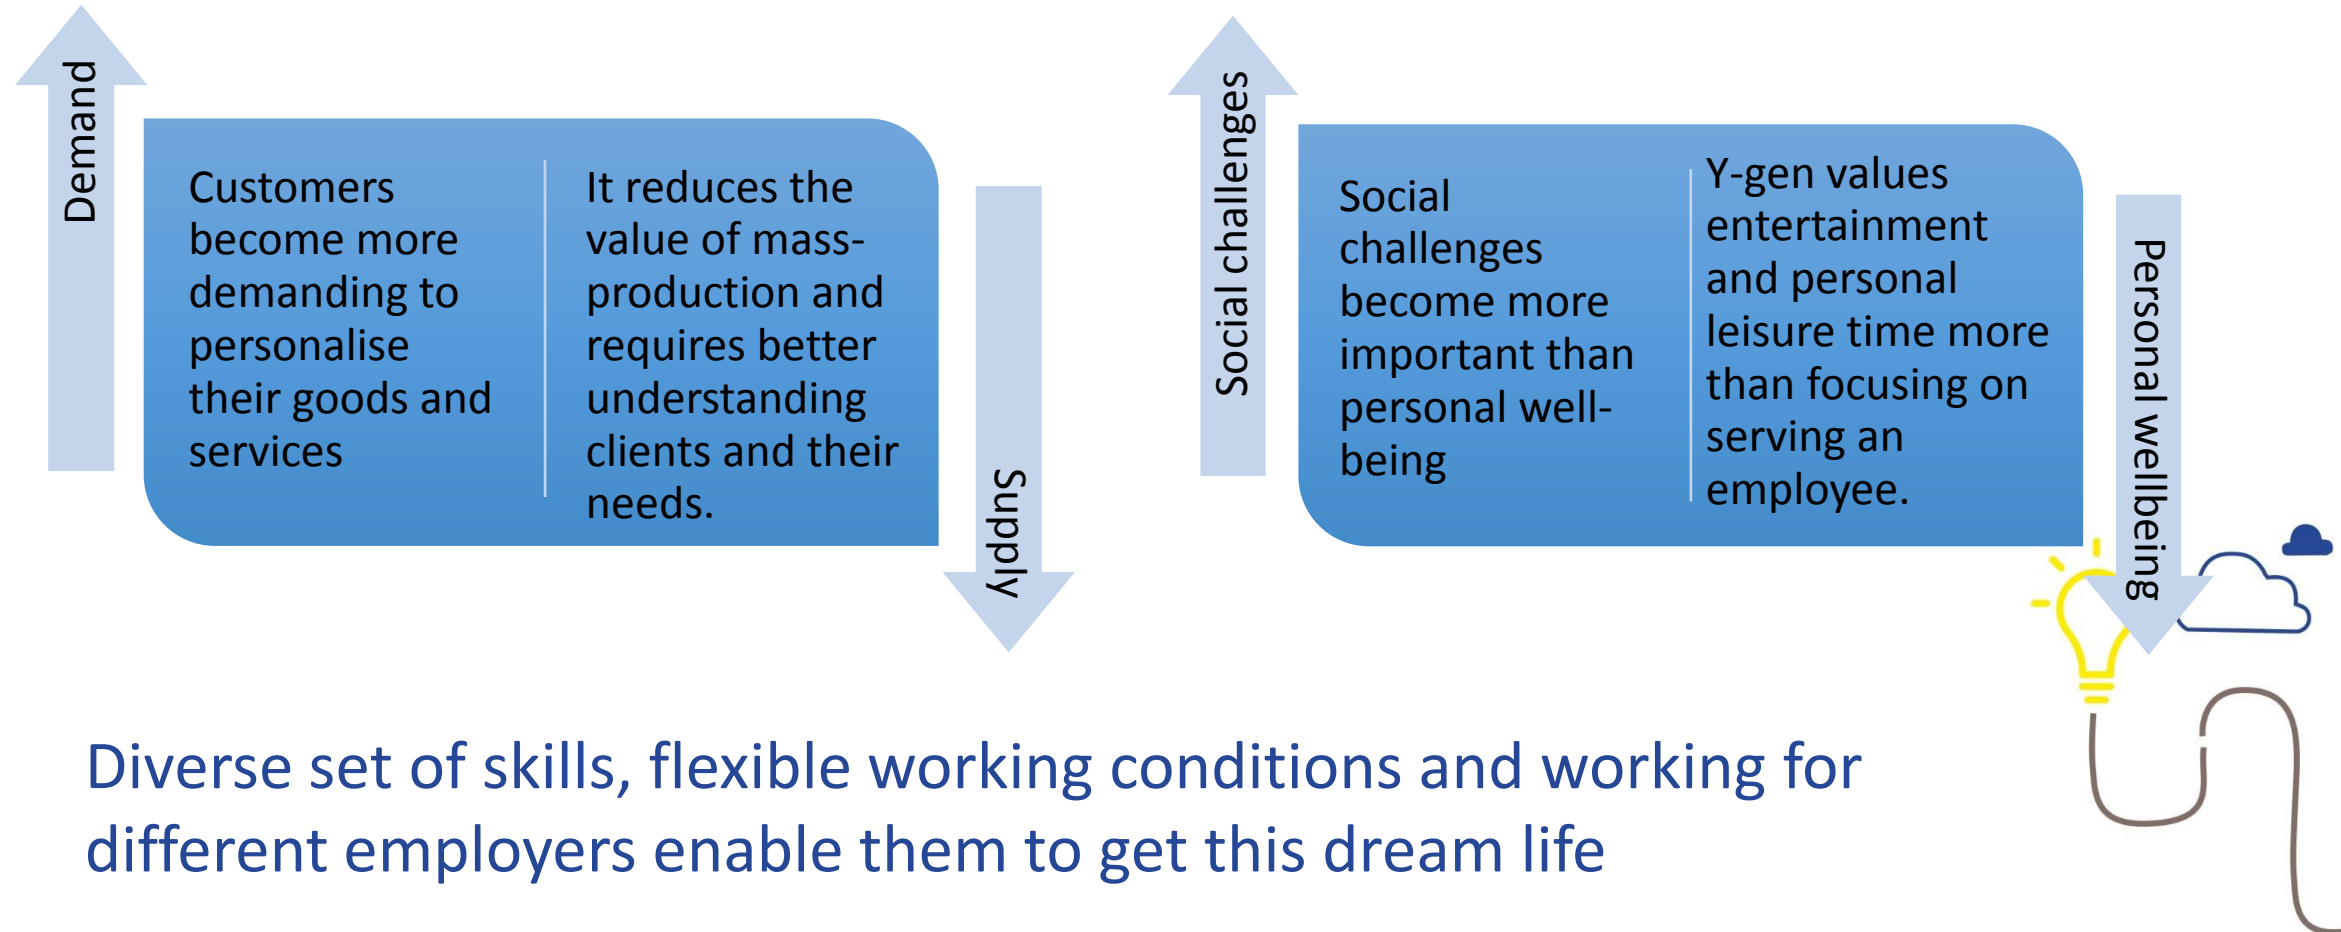 Demand
Customers
become more
demanding to
personalise
their goods and
services
It reduces the
value of mass-
production and
requires better
understanding
clients and their
needs.
Supply
Social challenges
Social
challenges
become more
important than
personal well-
being
Y-gen values
entertainment
and personal
leisure time more
than focusing on
serving an
employee.
Personal wellbeing
Diverse set of skills, flexible working conditions and working for
different employers enable them to get this dream life